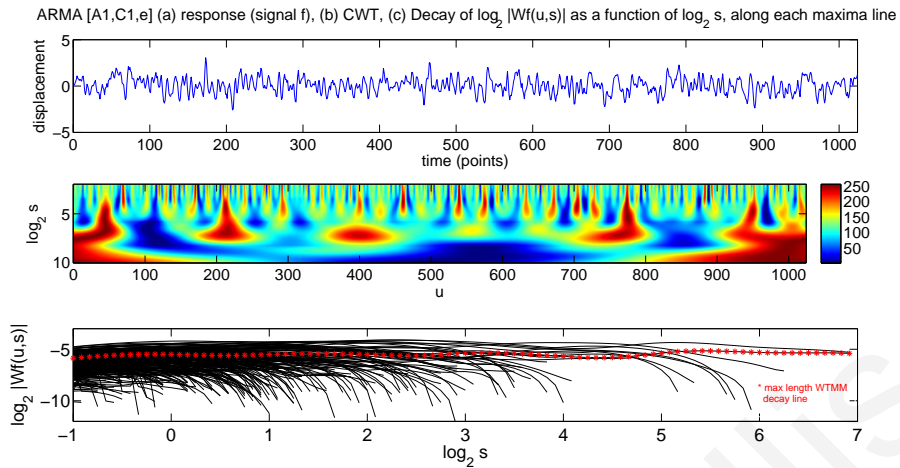 ARMA [A1,C1,e] (a) response (signal f), (b) CWT, (c) Decay of log2 |Wf(u,s)| as a function of log2 s, along each maxima line
displacement
5
0
−5
0 100 200 300 400 500 600 700 800 900 1000
time (points)
log2 s
5
10
0 100 200 300 400 500 600 700 800 900 1000
u
250
200
150
100
50
log2 |Wf(u,s)|
−5
−10
* max length WTMM
decay line
−1 0 1 2 3 4 5 6 7
log2 s